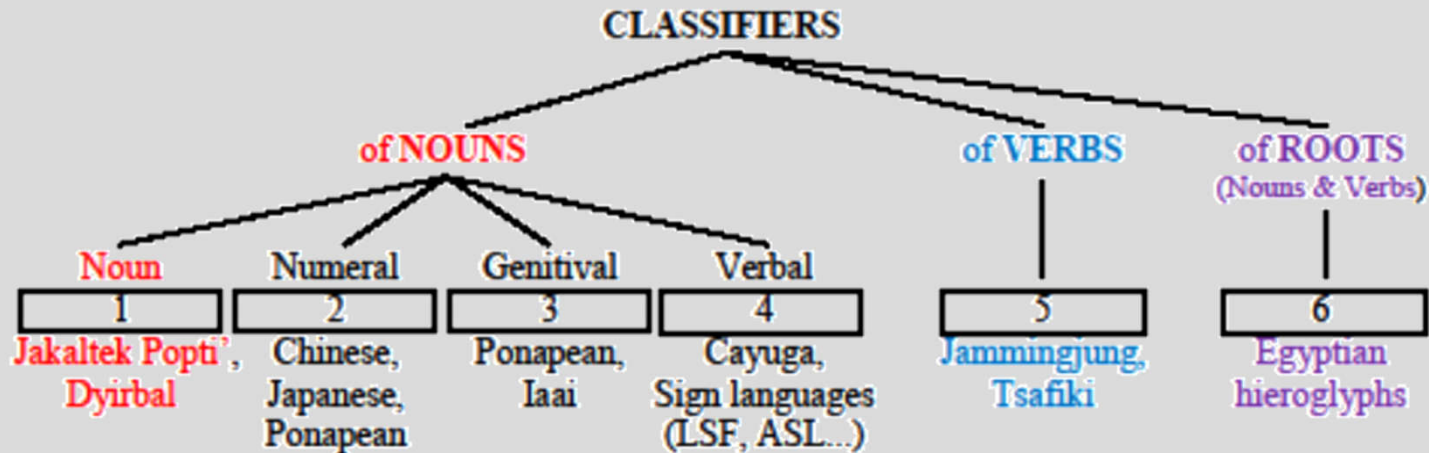 CLASSIFIERS
of NOUNS
of VERBS
of ROOTS
(Nouns & Verbs)
Noun
Numeral
Genitival
Verbal
1
2
3
4
5
6
Jakaltek Popti’,
Dyirbal
Chinese,
Japanese,
Ponapean
Ponapean,
Iaai
Cayuga,
Sign languages
(LSF, ASL...)
Jammingjung,
Tsafiki
Egyptian
hieroglyphs